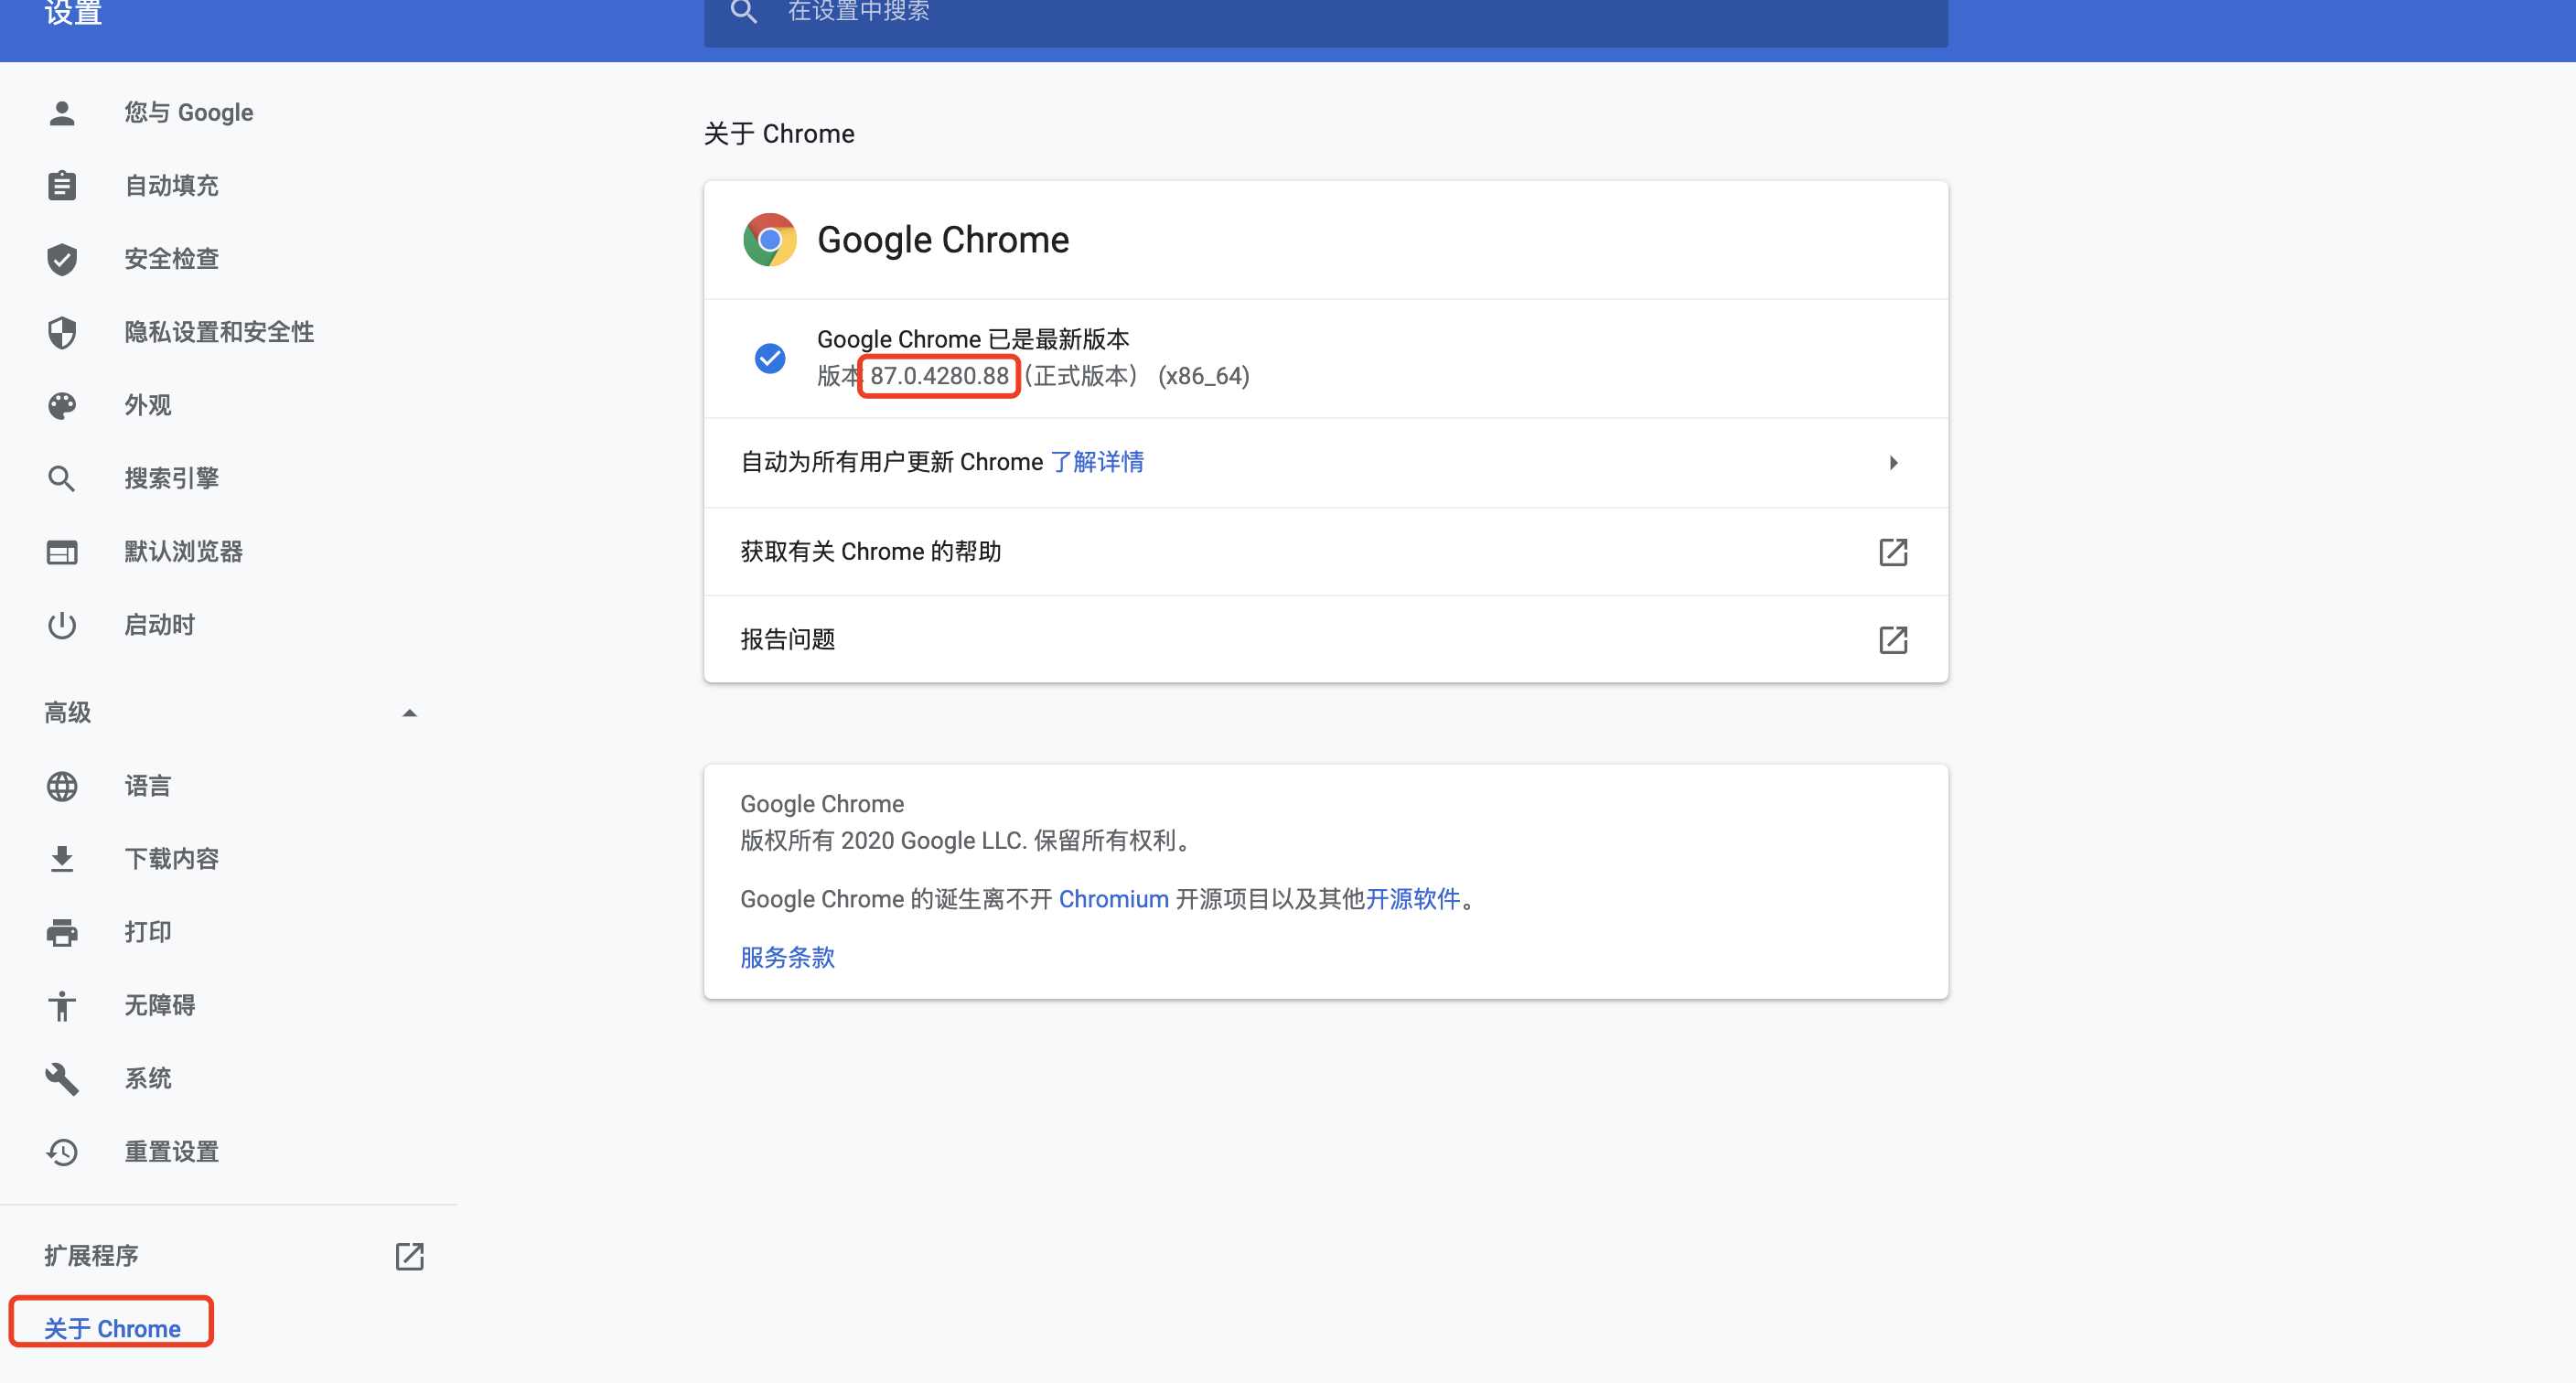 设置
在设置中搜索
您与 Google
自动填充
安全检查
隐私设置和安全性
外观
搜索引擎
默认浏览器
启动时
高级
语言
下载内容
打印
无障碍
系统
重置设置
扩展程序
关于 Chrome
关于 Chrome
Google Chrome
Google Chrome 已是最新版本
版本 87.0.4280.88（正式版本） (x86_64)
自动为所有用户更新 Chrome 了解详情
获取有关 Chrome 的帮助
报告问题
Google Chrome
版权所有 2020 Google LLC. 保留所有权利。
Google Chrome 的诞生离不开 Chromium 开源项目以及其他开源软件。
服务条款